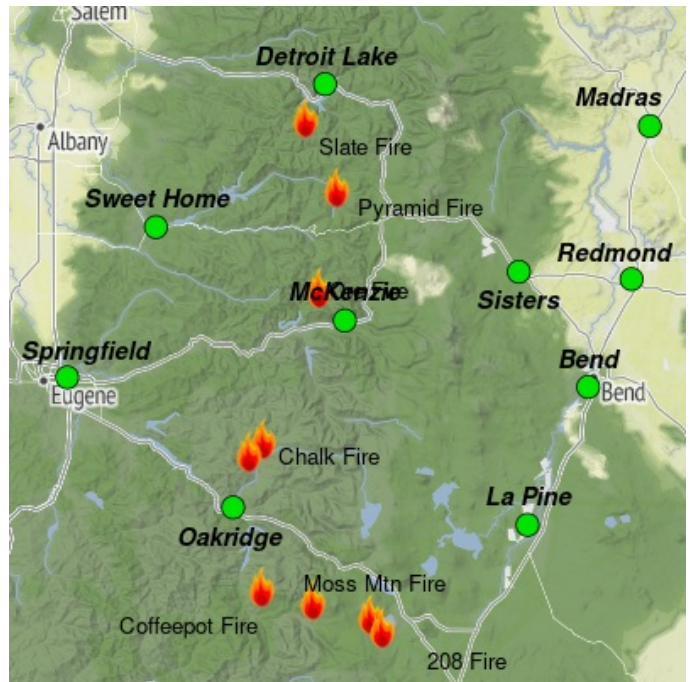 Salem
Detroit Lake
Madras
Albany
Slate Fire
Sweet Home
Pyramid Fire
Redmond
McKenzie
Fire
Sisters
Springfield
Bend
Eugene
Bend
Chalk Fire
La Pine
Oakridge
Moss Mtn Fire
Coffeepot Fire
208 Fire